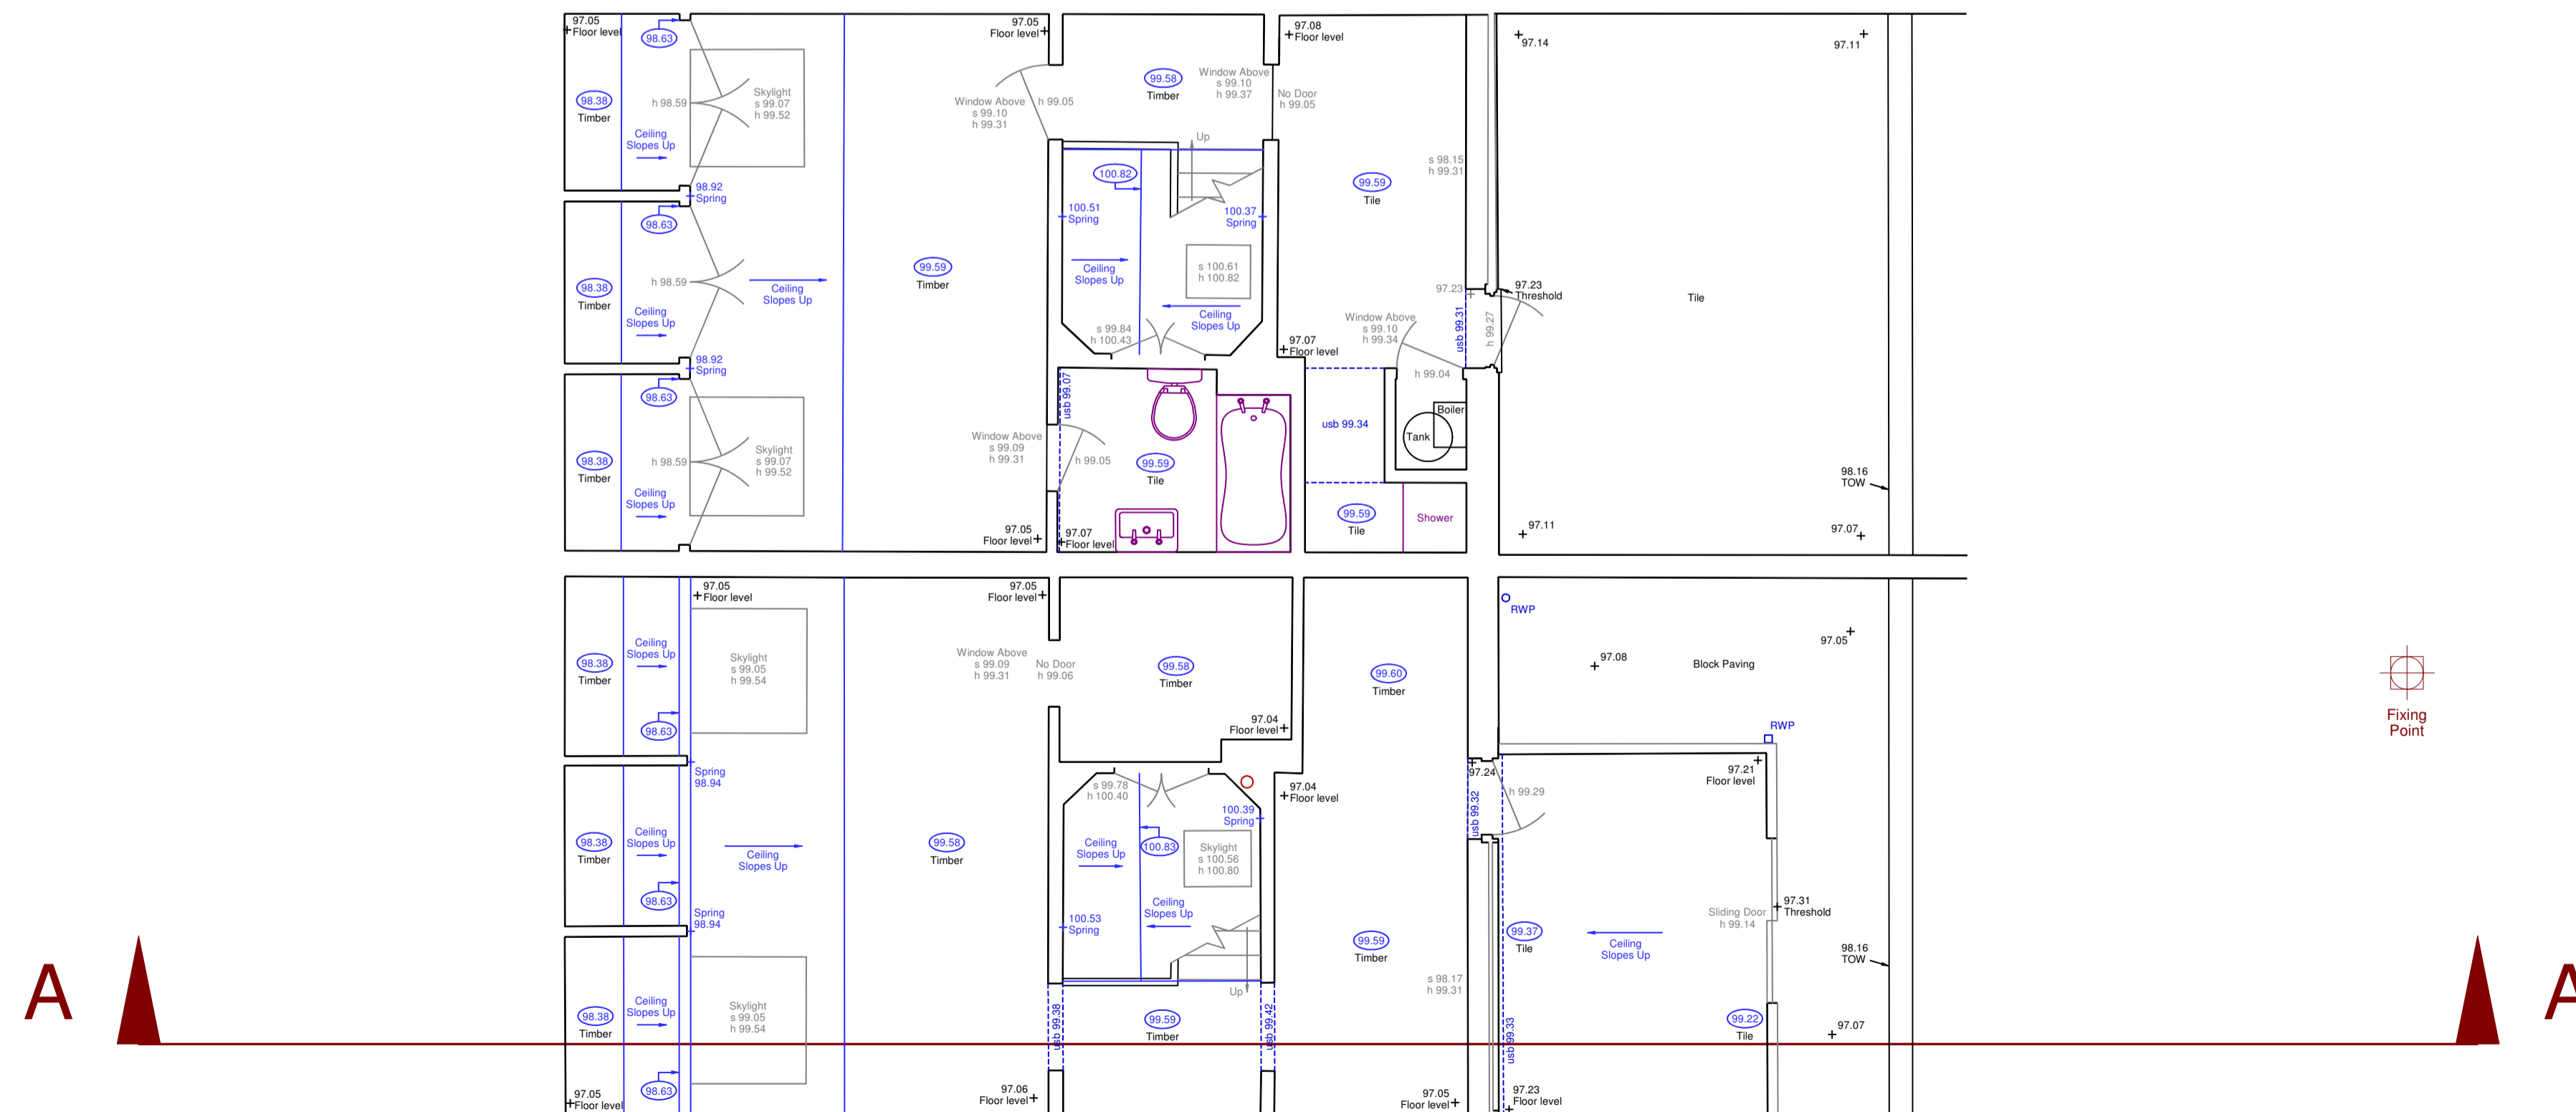 97.05
Floor level
98.63
98.38
Timber
Ceiling
Slopes Up
h 98.59
Skylight
s 99.07
h 99.52
98.92
Spring
98.63
98.38
Timber
Ceiling
Slopes Up
h 98.59
Ceiling
Slopes Up
98.92
Spring
98.63
98.38
Timber
Ceiling
Slopes Up
h 98.59
Skylight
s 99.07
h 99.52
97.05
Floor level
Window Above
s 99.10
h 99.31
h 99.05
99.59
Timber
Window Above
s 99.09
h 99.31
97.05
Floor level
99.58
Timber
Window Above
s 99.10
h 99.37
No Door
h 99.05
Up
100.82
100.51
Spring
100.37
Spring
Ceiling
Slopes Up
s 100.61
h 100.82
Ceiling
Slopes Up
s 99.84
h 100.43
usb 99.07
h 99.05
99.59
Tile
97.07
Floor level
97.08
Floor level
s 98.15
h 99.31
99.59
Tile
97.23
97.23
Threshold
usb 99.31
h 99.27
Window Above
s 99.10
h 99.34
97.07
Floor level
h 99.04
Boiler
Tank
usb 99.34
99.59
Tile
Shower
97.14
97.11
Tile
98.16
TOW
97.11
97.07
97.05
Floor level
Ceiling
Slopes Up
98.38
Timber
98.63
Skylight
s 99.05
h 99.54
Spring
98.94
98.38
Timber
Ceiling
Slopes Up
98.63
Ceiling
Slopes Up
Spring
98.94
98.38
Timber
Ceiling
Slopes Up
98.63
Skylight
s 99.05
h 99.54
97.05
Floor level
97.05
Floor level
Window Above
s 99.09
h 99.31
No Door
h 99.06
99.58
Timber
97.06
Floor level
99.58
Timber
97.04
Floor level
s 99.78
h 100.40
100.39
Spring
Ceiling
Slopes Up
100.83
Skylight
s 100.56
h 100.80
100.53
Spring
Ceiling
Slopes Up
Up
usb 99.38
99.59
Timber
usb 99.42
99.60
Timber
97.04
Floor level
97.24
usb 99.32
h 99.29
99.59
Timber
s 98.17
h 99.31
97.05
Floor level
RWP
97.08
Block Paving
97.05
RWP
97.21
Floor level
97.31
Threshold
Sliding Door
h 99.14
99.37
Tile
Ceiling
Slopes Up
98.16
TOW
usb 99.33
99.22
Tile
97.07
97.23
Floor level
Fixing
Point
A
A